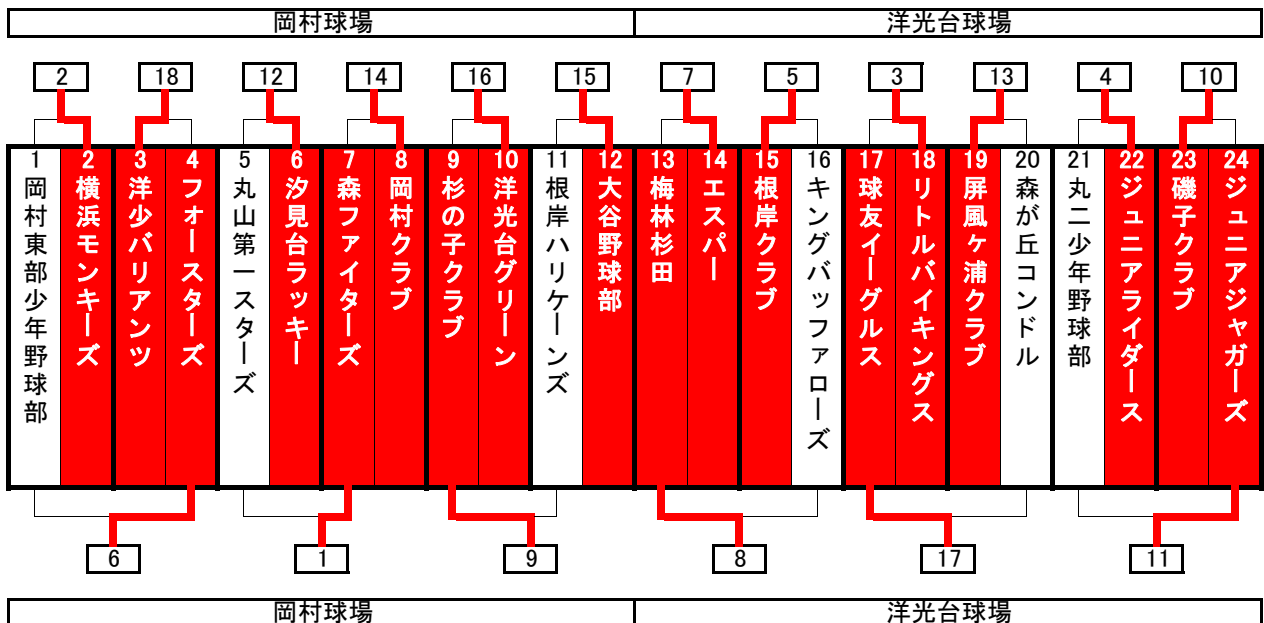 岡村球場 洋光台球場
2 18 12 14 16 15 7 5 3 13 4 10
1 岡村東部少年野球部
2 横浜モンキーズ
3 洋少バリアンツ
4 フォースターズ
5 丸山第一スターズ
6 汐見台ラッキー
7 森ファイターズ
8 岡村クラブ
9 杉の子クラブ
10 洋光台グリーン
11 根岸ハリケーンズ
12 大谷野球部
13 梅林杉田
14 エスパー
15 根岸クラブ
16 キングバッファローズ
17 球友イーグルス
18 リトルバイキングス
19 屏風ヶ浦クラブ
20 森が丘コンドル
21 丸二少年野球部
22 ジュニアライダース
23 磯子クラブ
24 ジュニアジャガーズ
6 1 9 8 17 11
岡村球場 洋光台球場